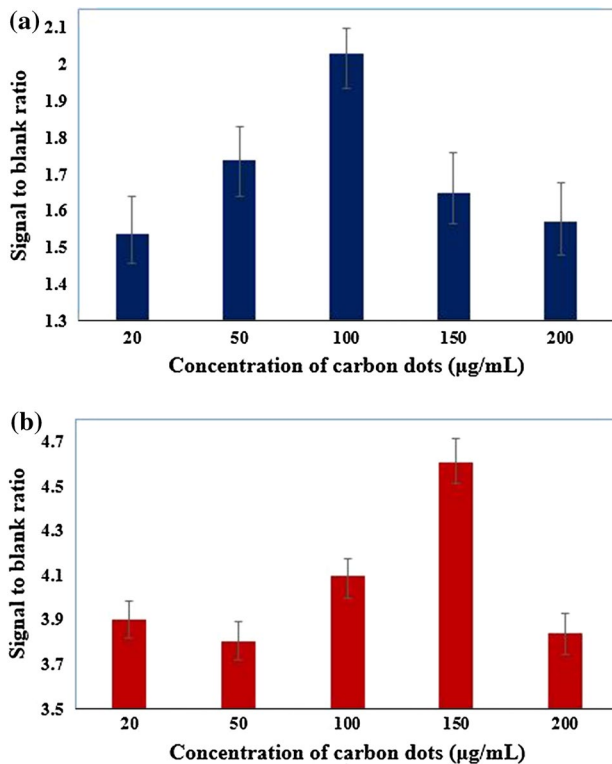 (a)
Signal to blank ratio
2.1
2
1.9
1.8
1.7
1.6
1.5
1.4
1.3
20 50 100 150 200
Concentration of carbon dots (µg/mL)
(b)
Signal to blank ratio
4.7
4.5
4.3
4.1
3.9
3.7
3.5
20 50 100 150 200
Concentration of carbon dots (µg/mL)